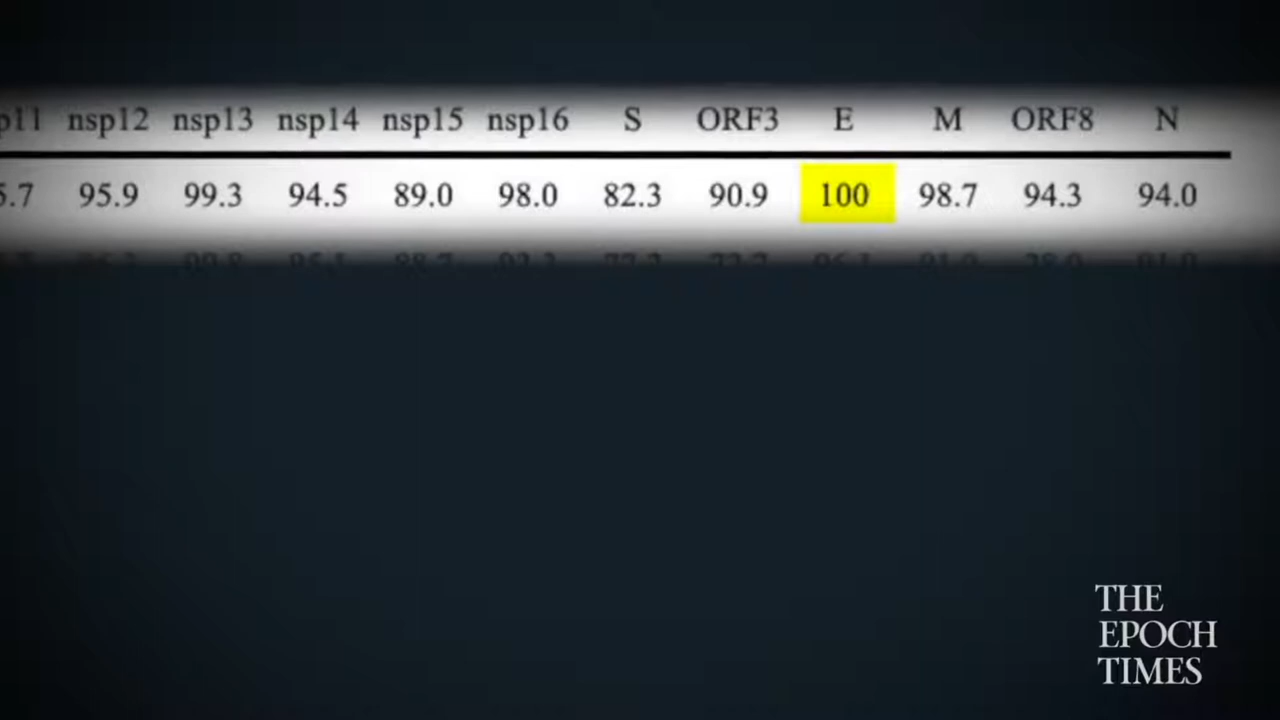 nsp12 nsp13 nsp14 nsp15 nsp16 S ORF3 E M ORF8 N
95.9 99.3 94.5 89.0 98.0 82.3 90.9 100 98.7 94.3 94.0
THE
EPOCH
TIMES